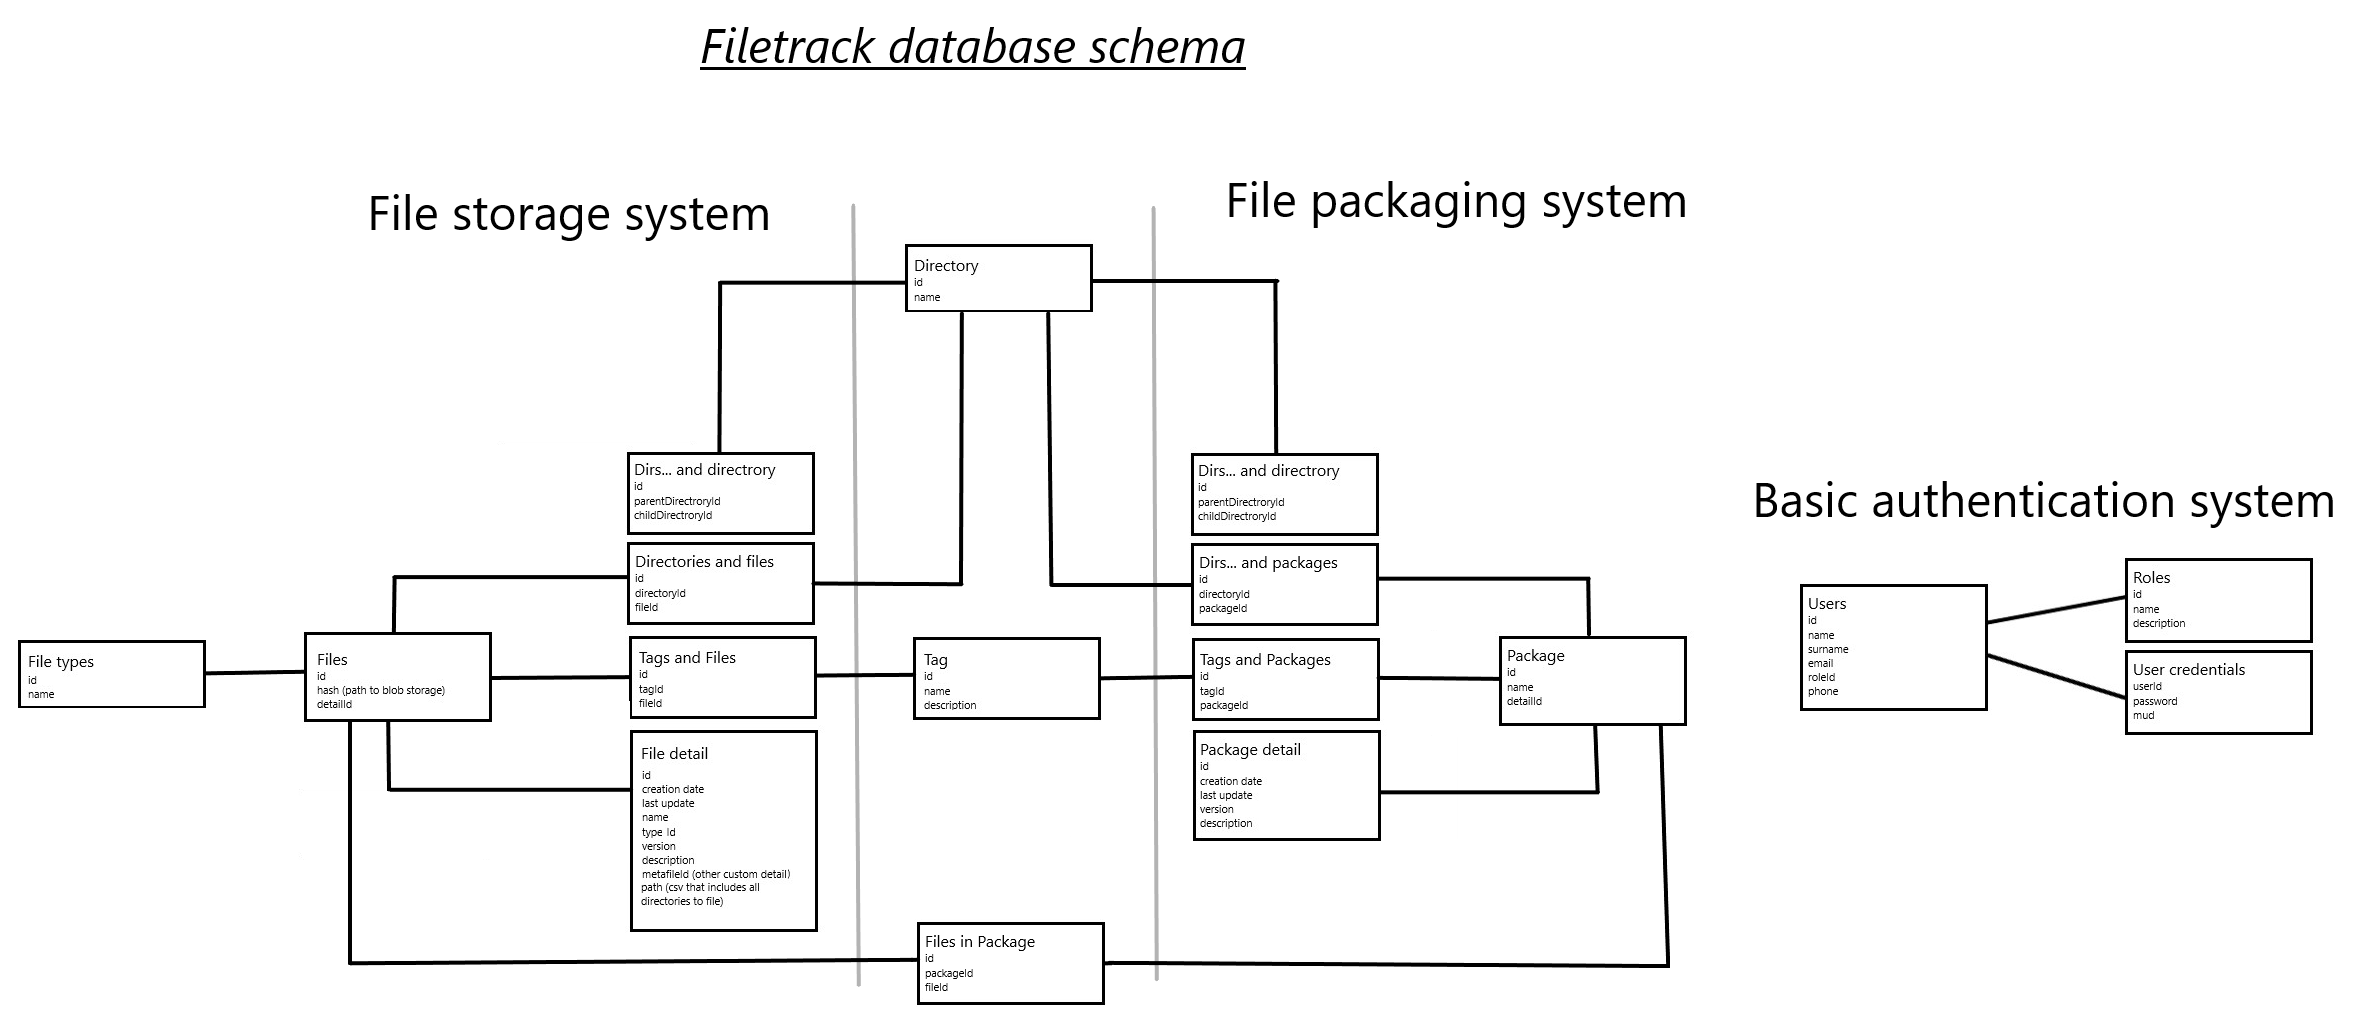 Filetrack database schema
File storage system
File packaging system
Directory
id
name
Dirs... and directrory
id
parentDirectroryId
childDirectroryId
Dirs... and directrory
id
parentDirectroryId
childDirectroryId
Basic authentication system
Directories and files
id
directoryId
fileId
Dirs... and packages
id
directoryId
packageId
File types
id
name
Files
id
hash (path to blob storage)
detailId
Tags and Files
id
tagId
fileId
Tag
id
name
description
Tags and Packages
id
tagId
packageId
Package
id
name
detailId
Users
id
name
surname
email
roleId
phone
Roles
id
name
description
User credentials
userId
password
mud
File detail
id
creation date
last update
name
type Id
version
description
metafileId (other custom detail)
path (csv that includes all
directories to file)
Package detail
id
creation date
last update
version
description
Files in Package
id
packageId
fileId